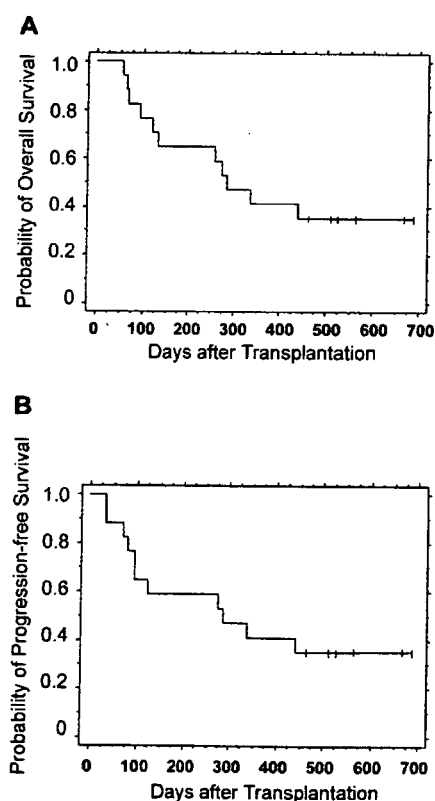 A
Probability of Overall Survival
1.0
0.8
0.6
0.4
0.2
0
0 100 200 300 400 500 600 700
Days after Transplantation
B
Probability of Progression-free Survival
1.0
0.8
0.6
0.4
0.2
0
0 100 200 300 400 500 600 700
Days after Transplantation